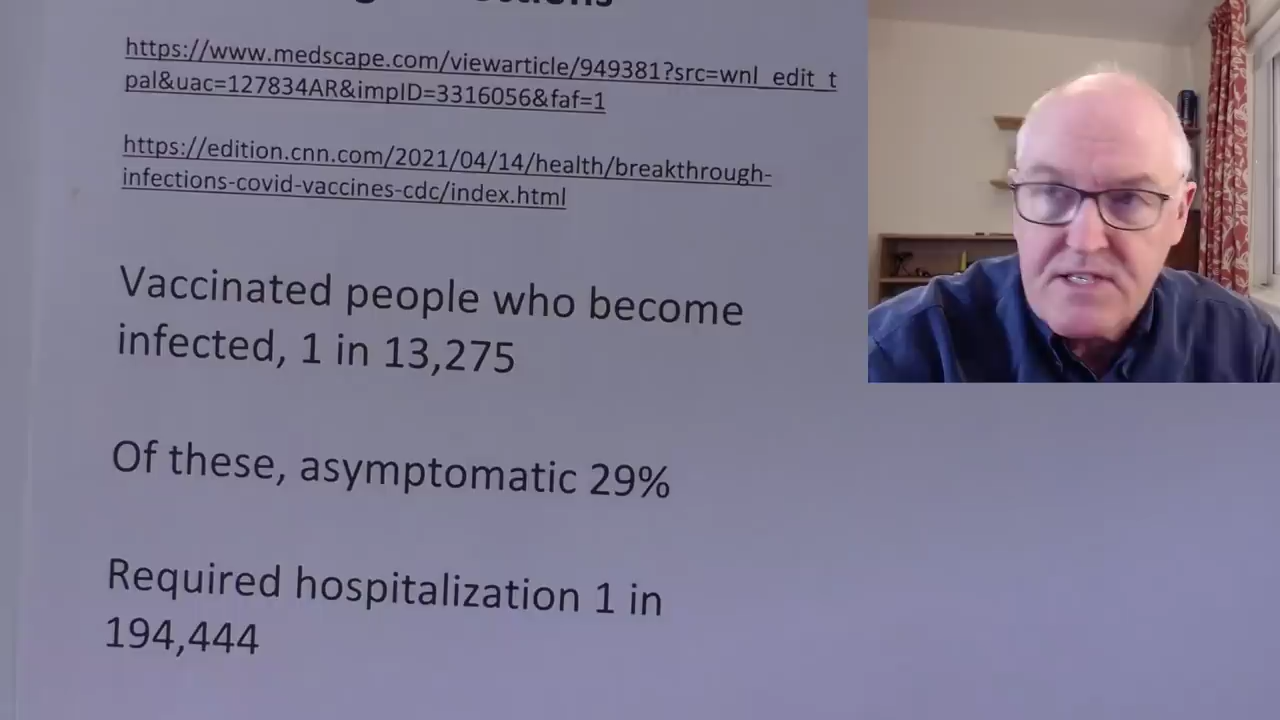 https://www.medscape.com/viewarticle/949381?src=wnl_edit_t
pal&uac=127834AR&impID=3316056&faf=1
https://edition.cnn.com/2021/04/14/health/breakthrough-
infections-covid-vaccines-cdc/index.html
Vaccinated people who become
infected, 1 in 13,275
Of these, asymptomatic 29%
Required hospitalization 1 in
194,444